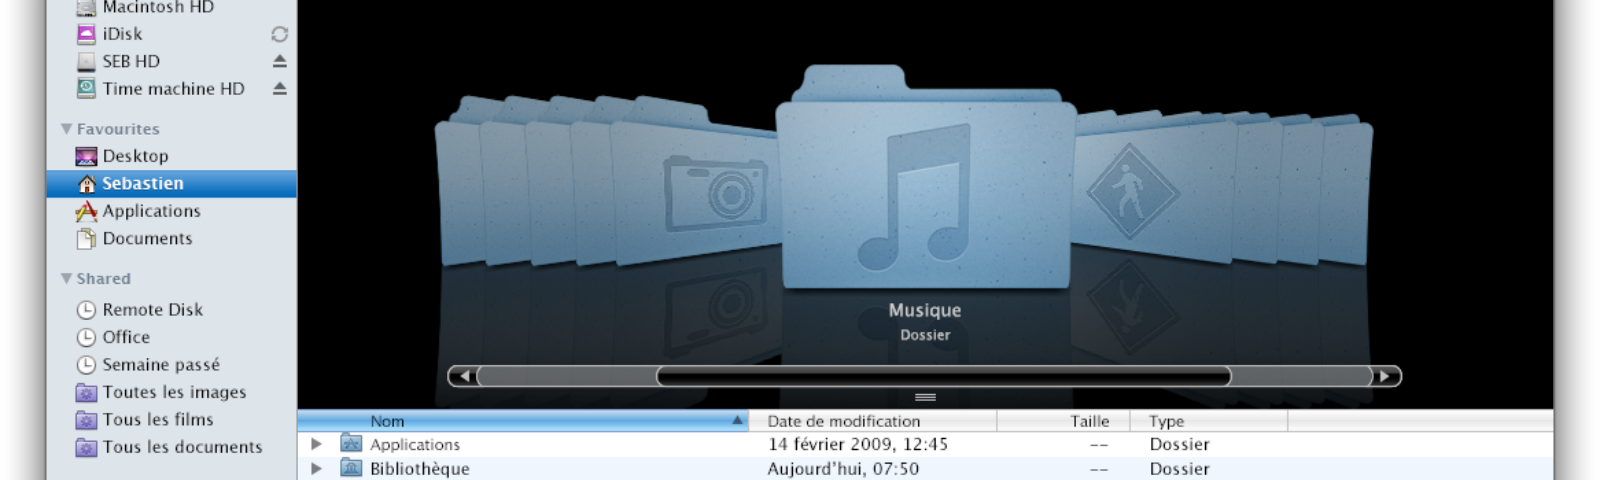 Macintosh HD
iDisk
SEB HD
Time machine HD
Favourites
Desktop
Sebastien
Applications
Documents
Shared
Remote Disk
Office
Semaine passé
Toutes les images
Tous les films
Tous les documents
Musique
Dossier
Nom Date de modification Taille Type
Applications 14 février 2009, 12:45 -- Dossier
Bibliothèque Aujourd'hui, 07:50 -- Dossier